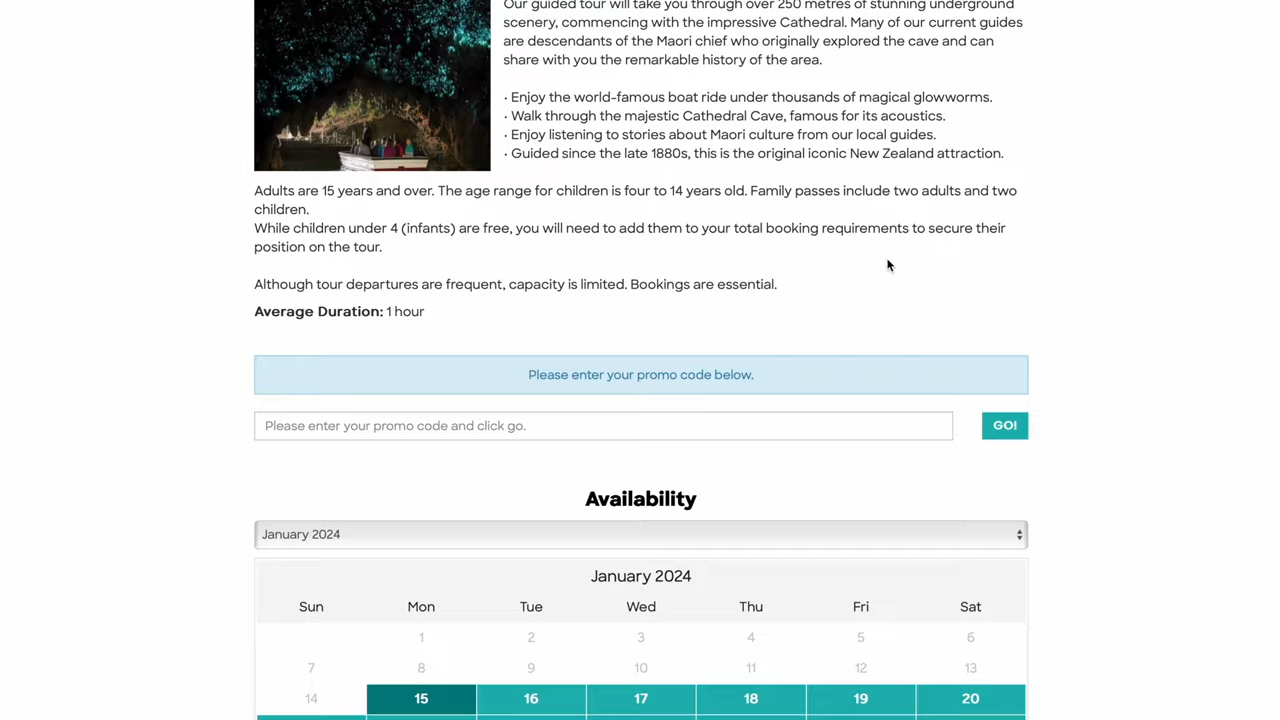 Our guided tour will take you through over 250 metres of stunning underground
scenery, commencing with the impressive Cathedral. Many of our current guides
are descendants of the Maori chief who originally explored the cave and can
share with you the remarkable history of the area.
· Enjoy the world-famous boat ride under thousands of magical glowworms.
· Walk through the majestic Cathedral Cave, famous for its acoustics.
· Enjoy listening to stories about Maori culture from our local guides.
· Guided since the late 1880s, this is the original iconic New Zealand attraction.
Adults are 15 years and over. The age range for children is four to 14 years old. Family passes include two adults and two
children.
While children under 4 (infants) are free, you will need to add them to your total booking requirements to secure their
position on the tour.
Although tour departures are frequent, capacity is limited. Bookings are essential.
Average Duration: 1 hour
Please enter your promo code below.
Please enter your promo code and click go. GO!
Availability
January 2024
January 2024
Sun Mon Tue Wed Thu Fri Sat
1 2 3 4 5 6
7 8 9 10 11 12 13
14 15 16 17 18 19 20